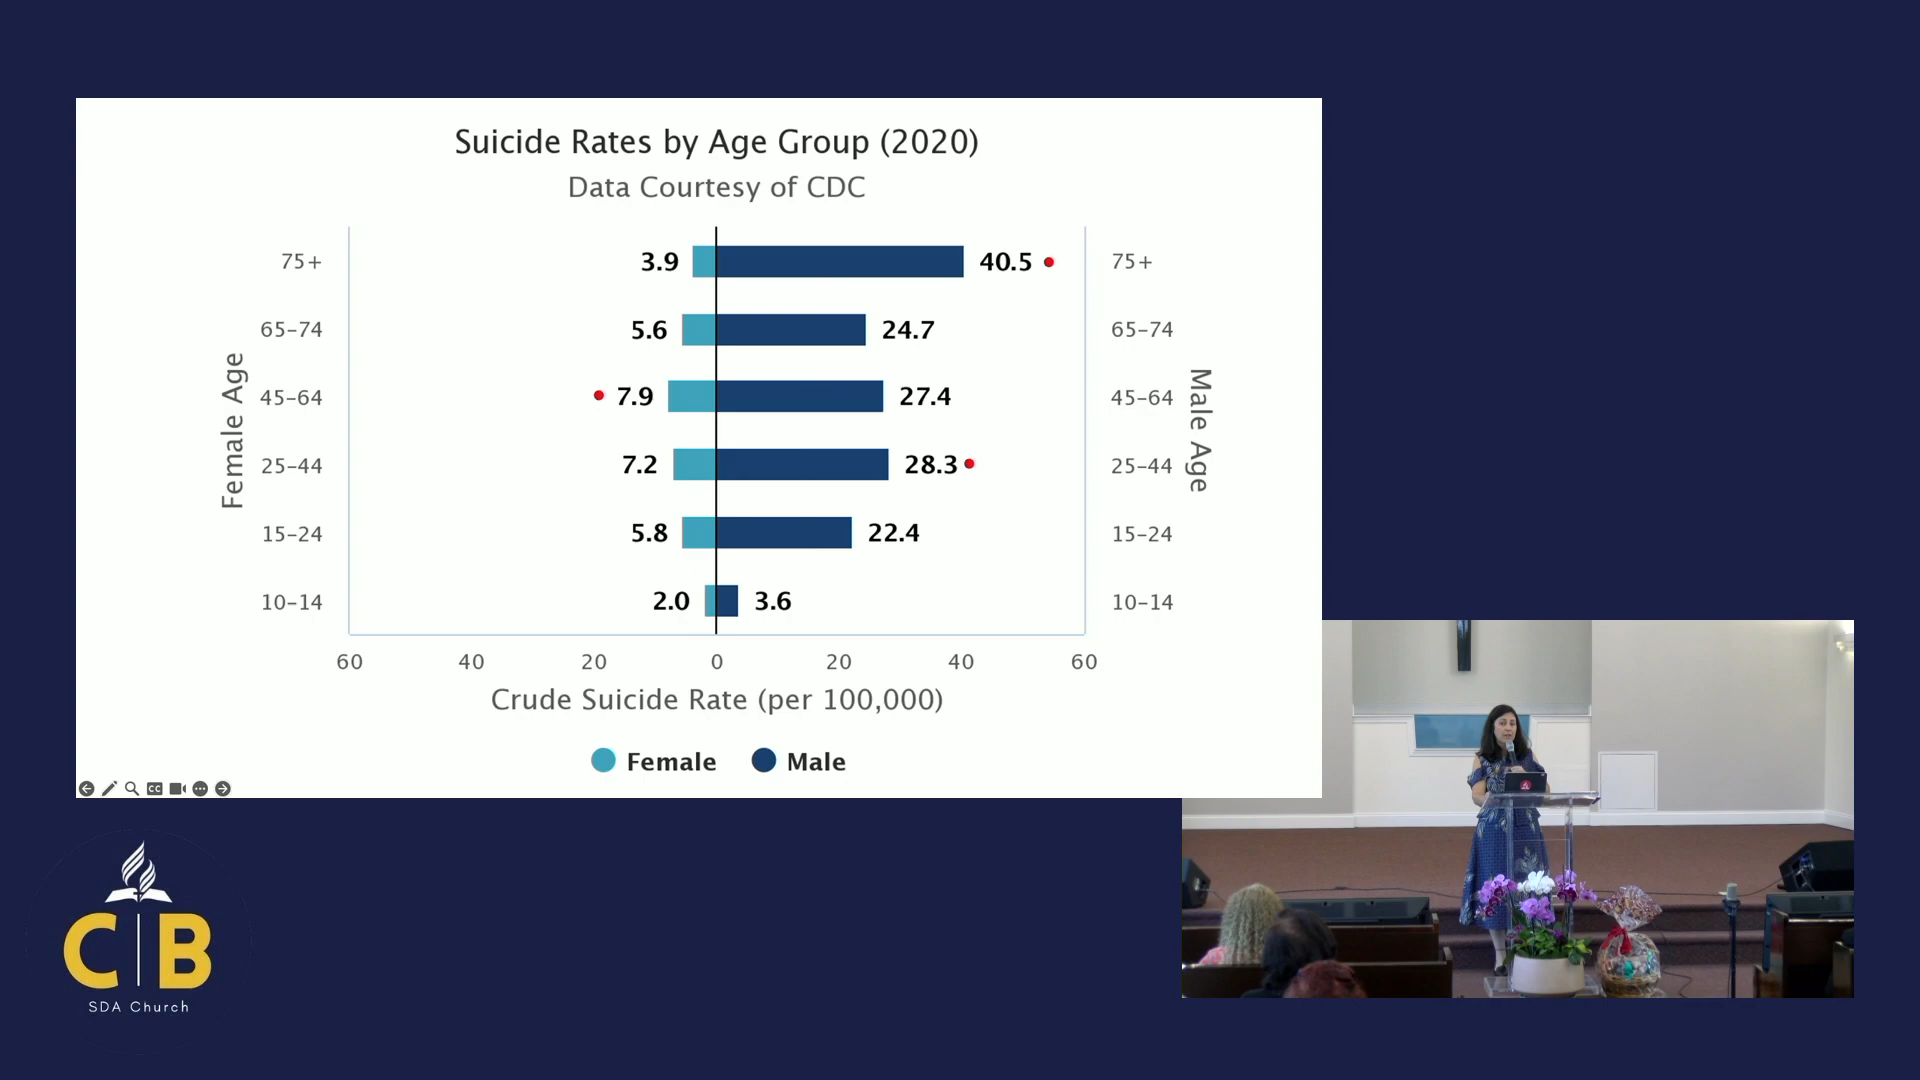 Suicide Rates by Age Group (2020)
Data Courtesy of CDC
75+ 3.9 40.5 75+
65–74 5.6 24.7 65–74
45–64 7.9 27.4 45–64
25–44 7.2 28.3 25–44
15–24 5.8 22.4 15–24
10–14 2.0 3.6 10–14
Female Age
Male Age
60 40 20 0 20 40 60
Crude Suicide Rate (per 100,000)
Female Male
CC
C|B
SDA Church